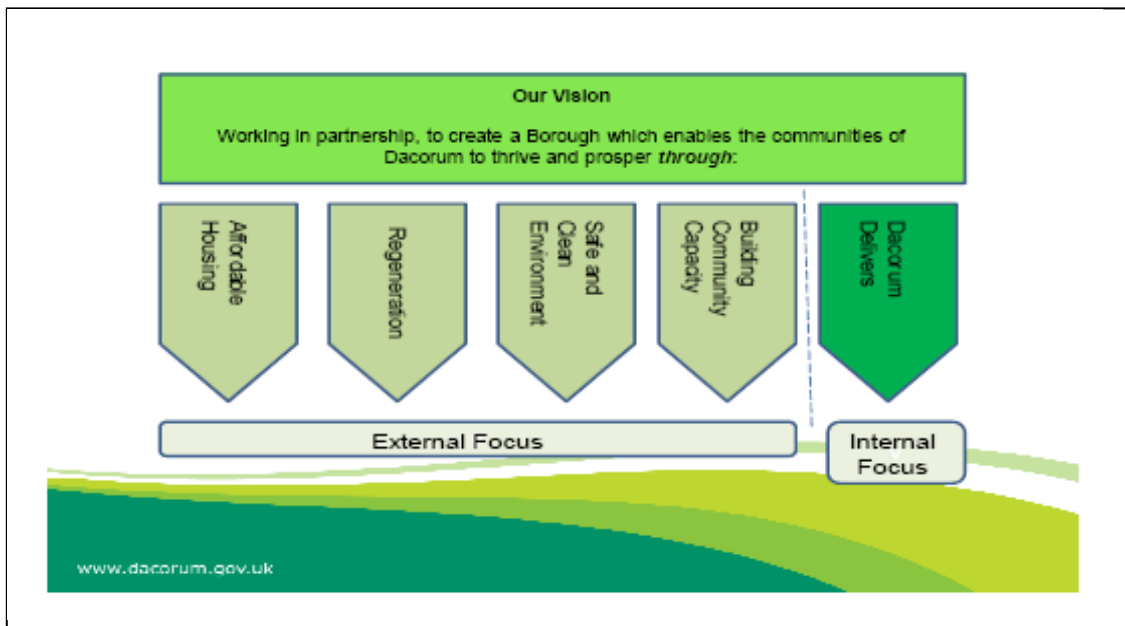 Our Vision
Working in partnership, to create a Borough which enables the communities of
Dacorum to thrive and prosper through:
Affordable
Housing
Regeneration
Safe and
Clean
Environment
Building
Community
Capacity
Dacorum
Delivers
External Focus
Internal
Focus
www.dacorum.gov.uk